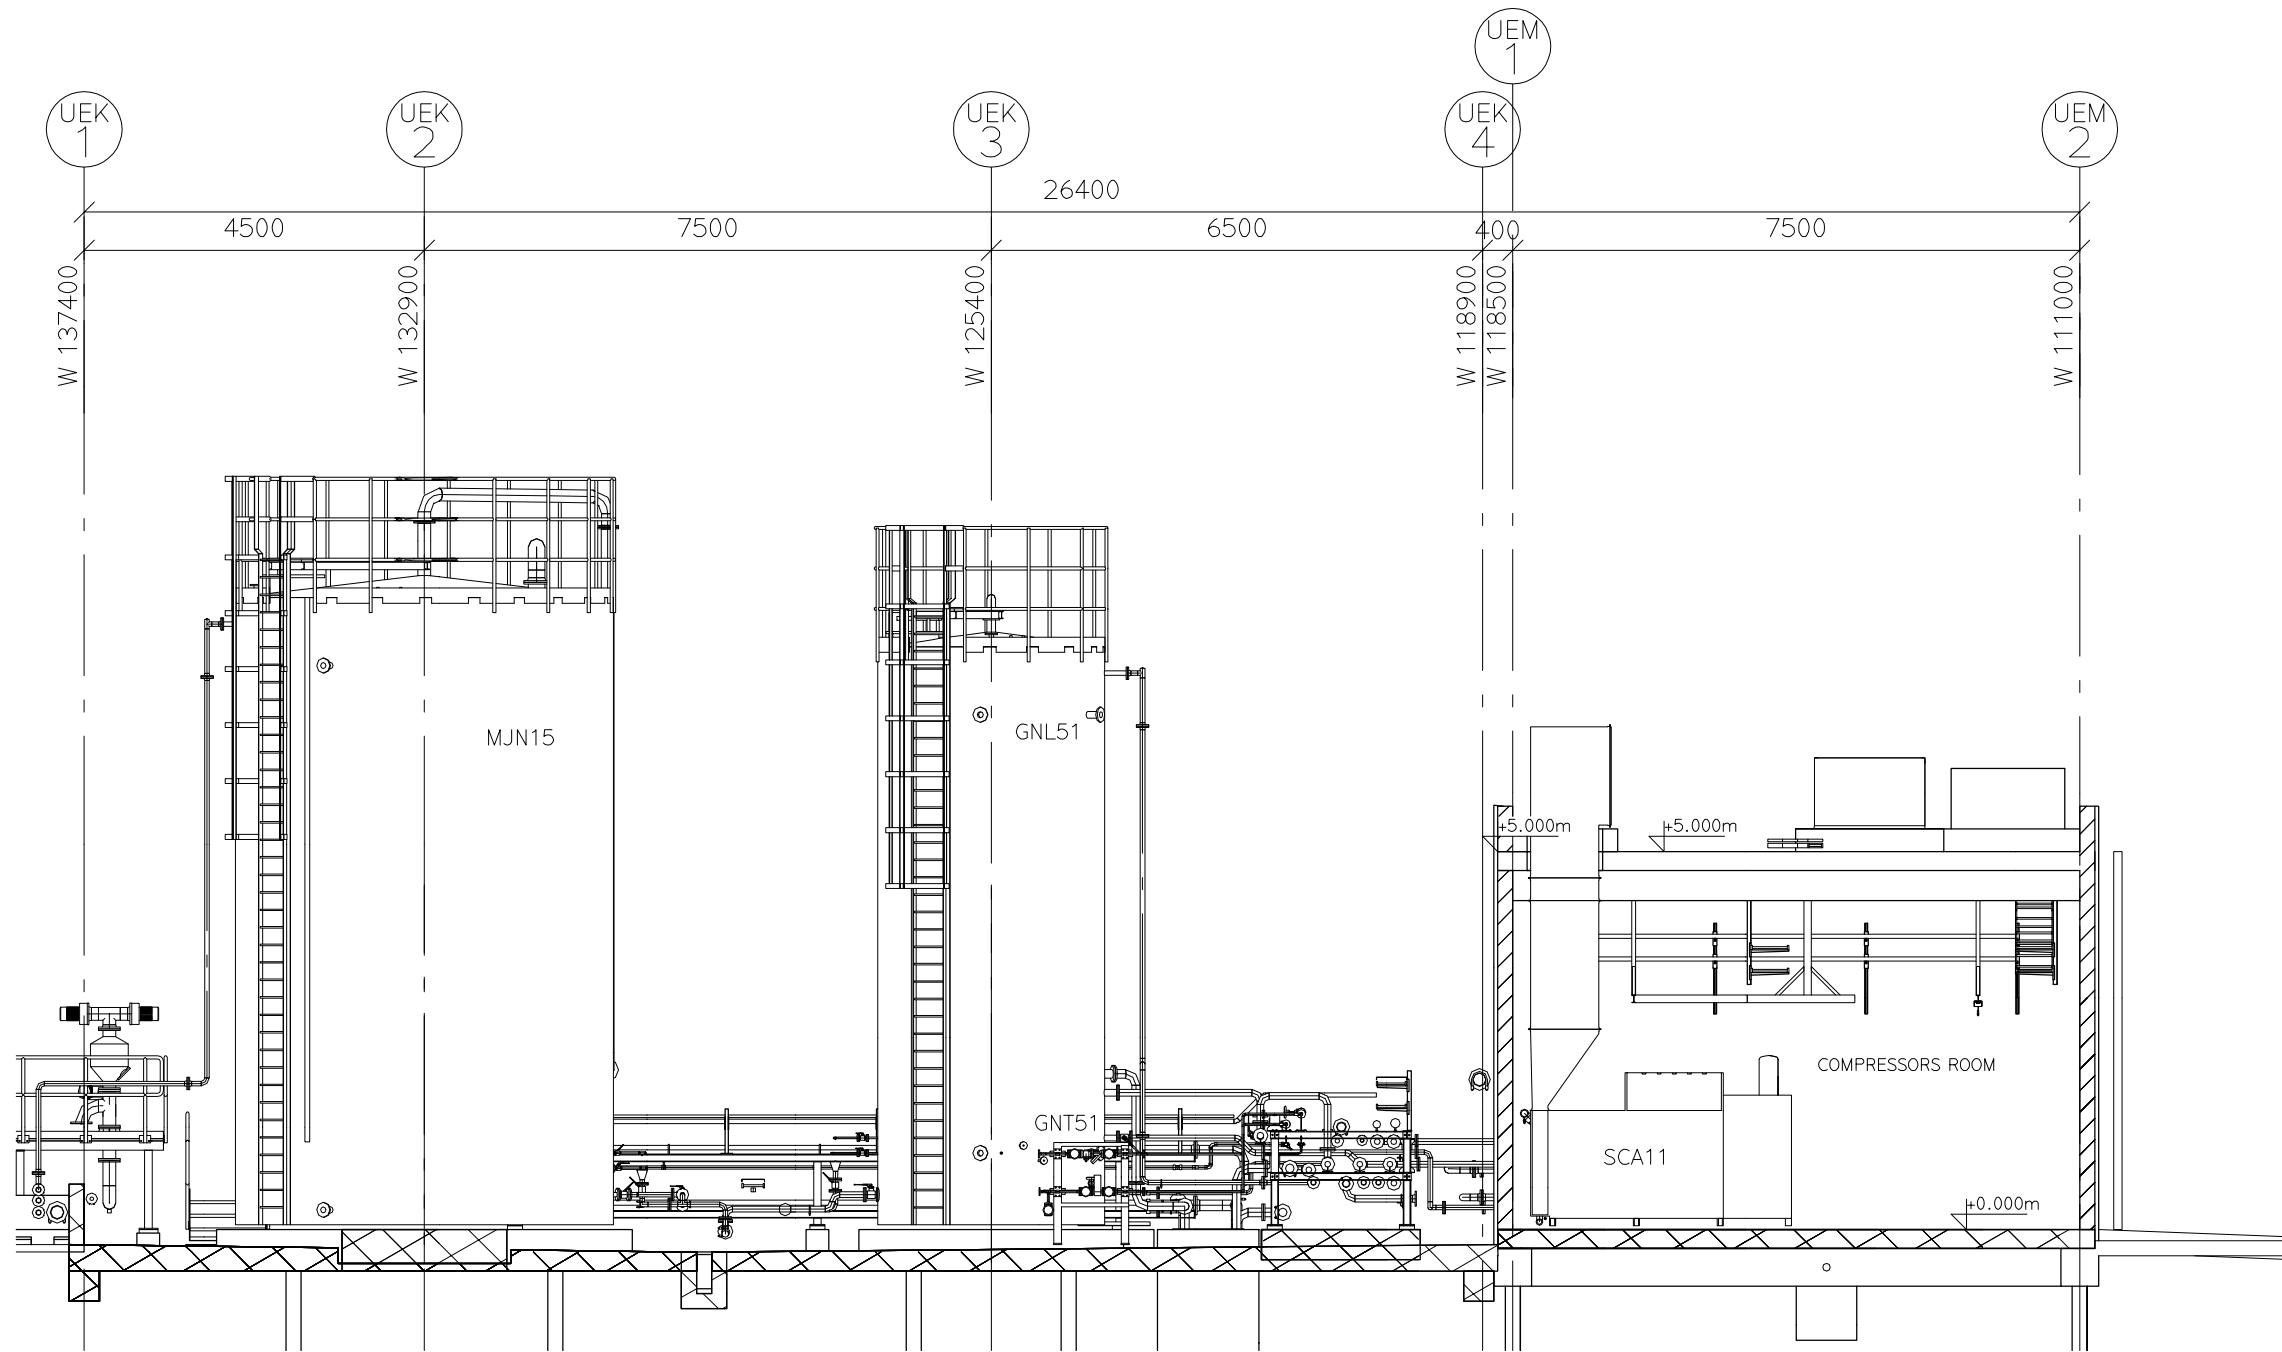 UEM
1
UEK
1
UEK
2
UEK
3
UEK
4
UEM
2
26400
4500
7500
6500
400
7500
W 137400
W 132900
W 125400
W 118900
W 118500
W 111000
MJN15
GNL51
+5.000m
+5.000m
COMPRESSORS ROOM
GNT51
SCA11
+0.000m